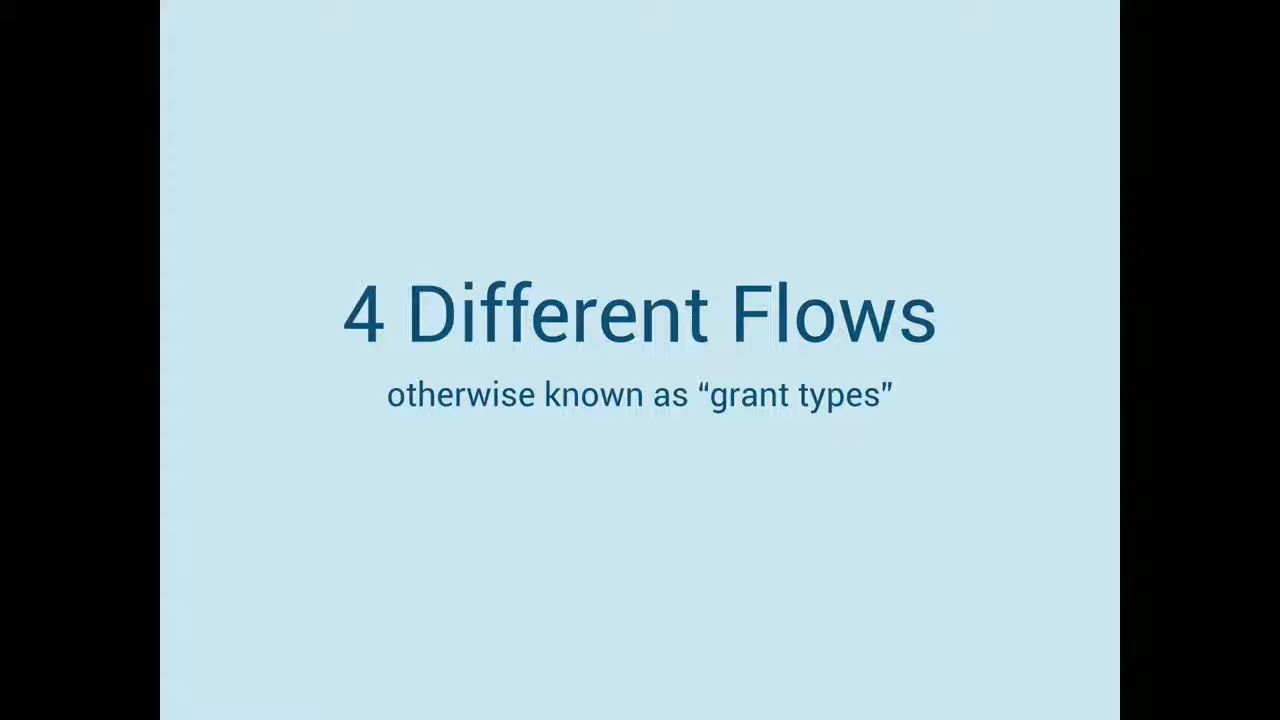 4 Different Flows
otherwise known as “grant types”